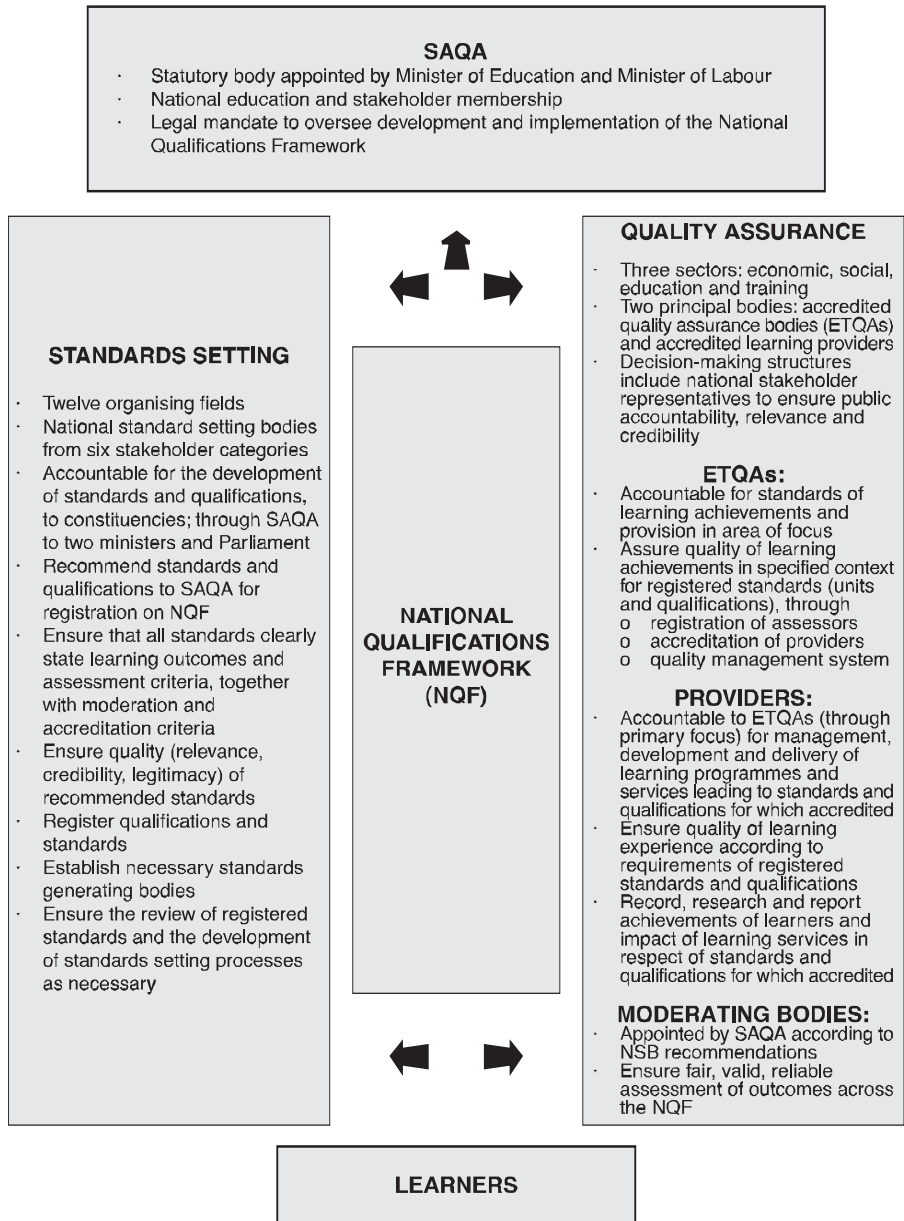 SAQA
· Statutory body appointed by Minister of Education and Minister of Labour
· National education and stakeholder membership
· Legal mandate to oversee development and implementation of the National
Qualifications Framework
STANDARDS SETTING
· Twelve organising fields
· National standard setting bodies
from six stakeholder categories
· Accountable for the development
of standards and qualifications,
to constituencies; through SAQA
to two ministers and Parliament
· Recommend standards and
qualifications to SAQA for
registration on NQF
· Ensure that all standards clearly
state learning outcomes and
assessment criteria, together
with moderation and
accreditation criteria
· Ensure quality (relevance,
credibility, legitimacy) of
recommended standards
· Register qualifications and
standards
· Establish necessary standards
generating bodies
· Ensure the review of registered
standards and the development
of standards setting processes
as necessary
NATIONAL
QUALIFICATIONS
FRAMEWORK
(NQF)
QUALITY ASSURANCE
· Three sectors: economic, social,
education and training
· Two principal bodies: accredited
quality assurance bodies (ETQAs)
and accredited learning providers
· Decision-making structures
include national stakeholder
representatives to ensure public
accountability, relevance and
credibility
ETQAs:
· Accountable for standards of
learning achievements and
provision in area of focus
· Assure quality of learning
achievements in specified context
for registered standards (units
and qualifications), through
o registration of assessors
o accreditation of providers
o quality management system
PROVIDERS:
· Accountable to ETQAs (through
primary focus) for management,
development and delivery of
learning programmes and
services leading to standards and
qualifications for which accredited
· Ensure quality of learning
experience according to
requirements of registered
standards and qualifications
· Record, research and report
achievements of learners and
impact of learning services in
respect of standards and
qualifications for which accredited
MODERATING BODIES:
· Appointed by SAQA according to
NSB recommendations
· Ensure fair, valid, reliable
assessment of outcomes across
the NQF
LEARNERS